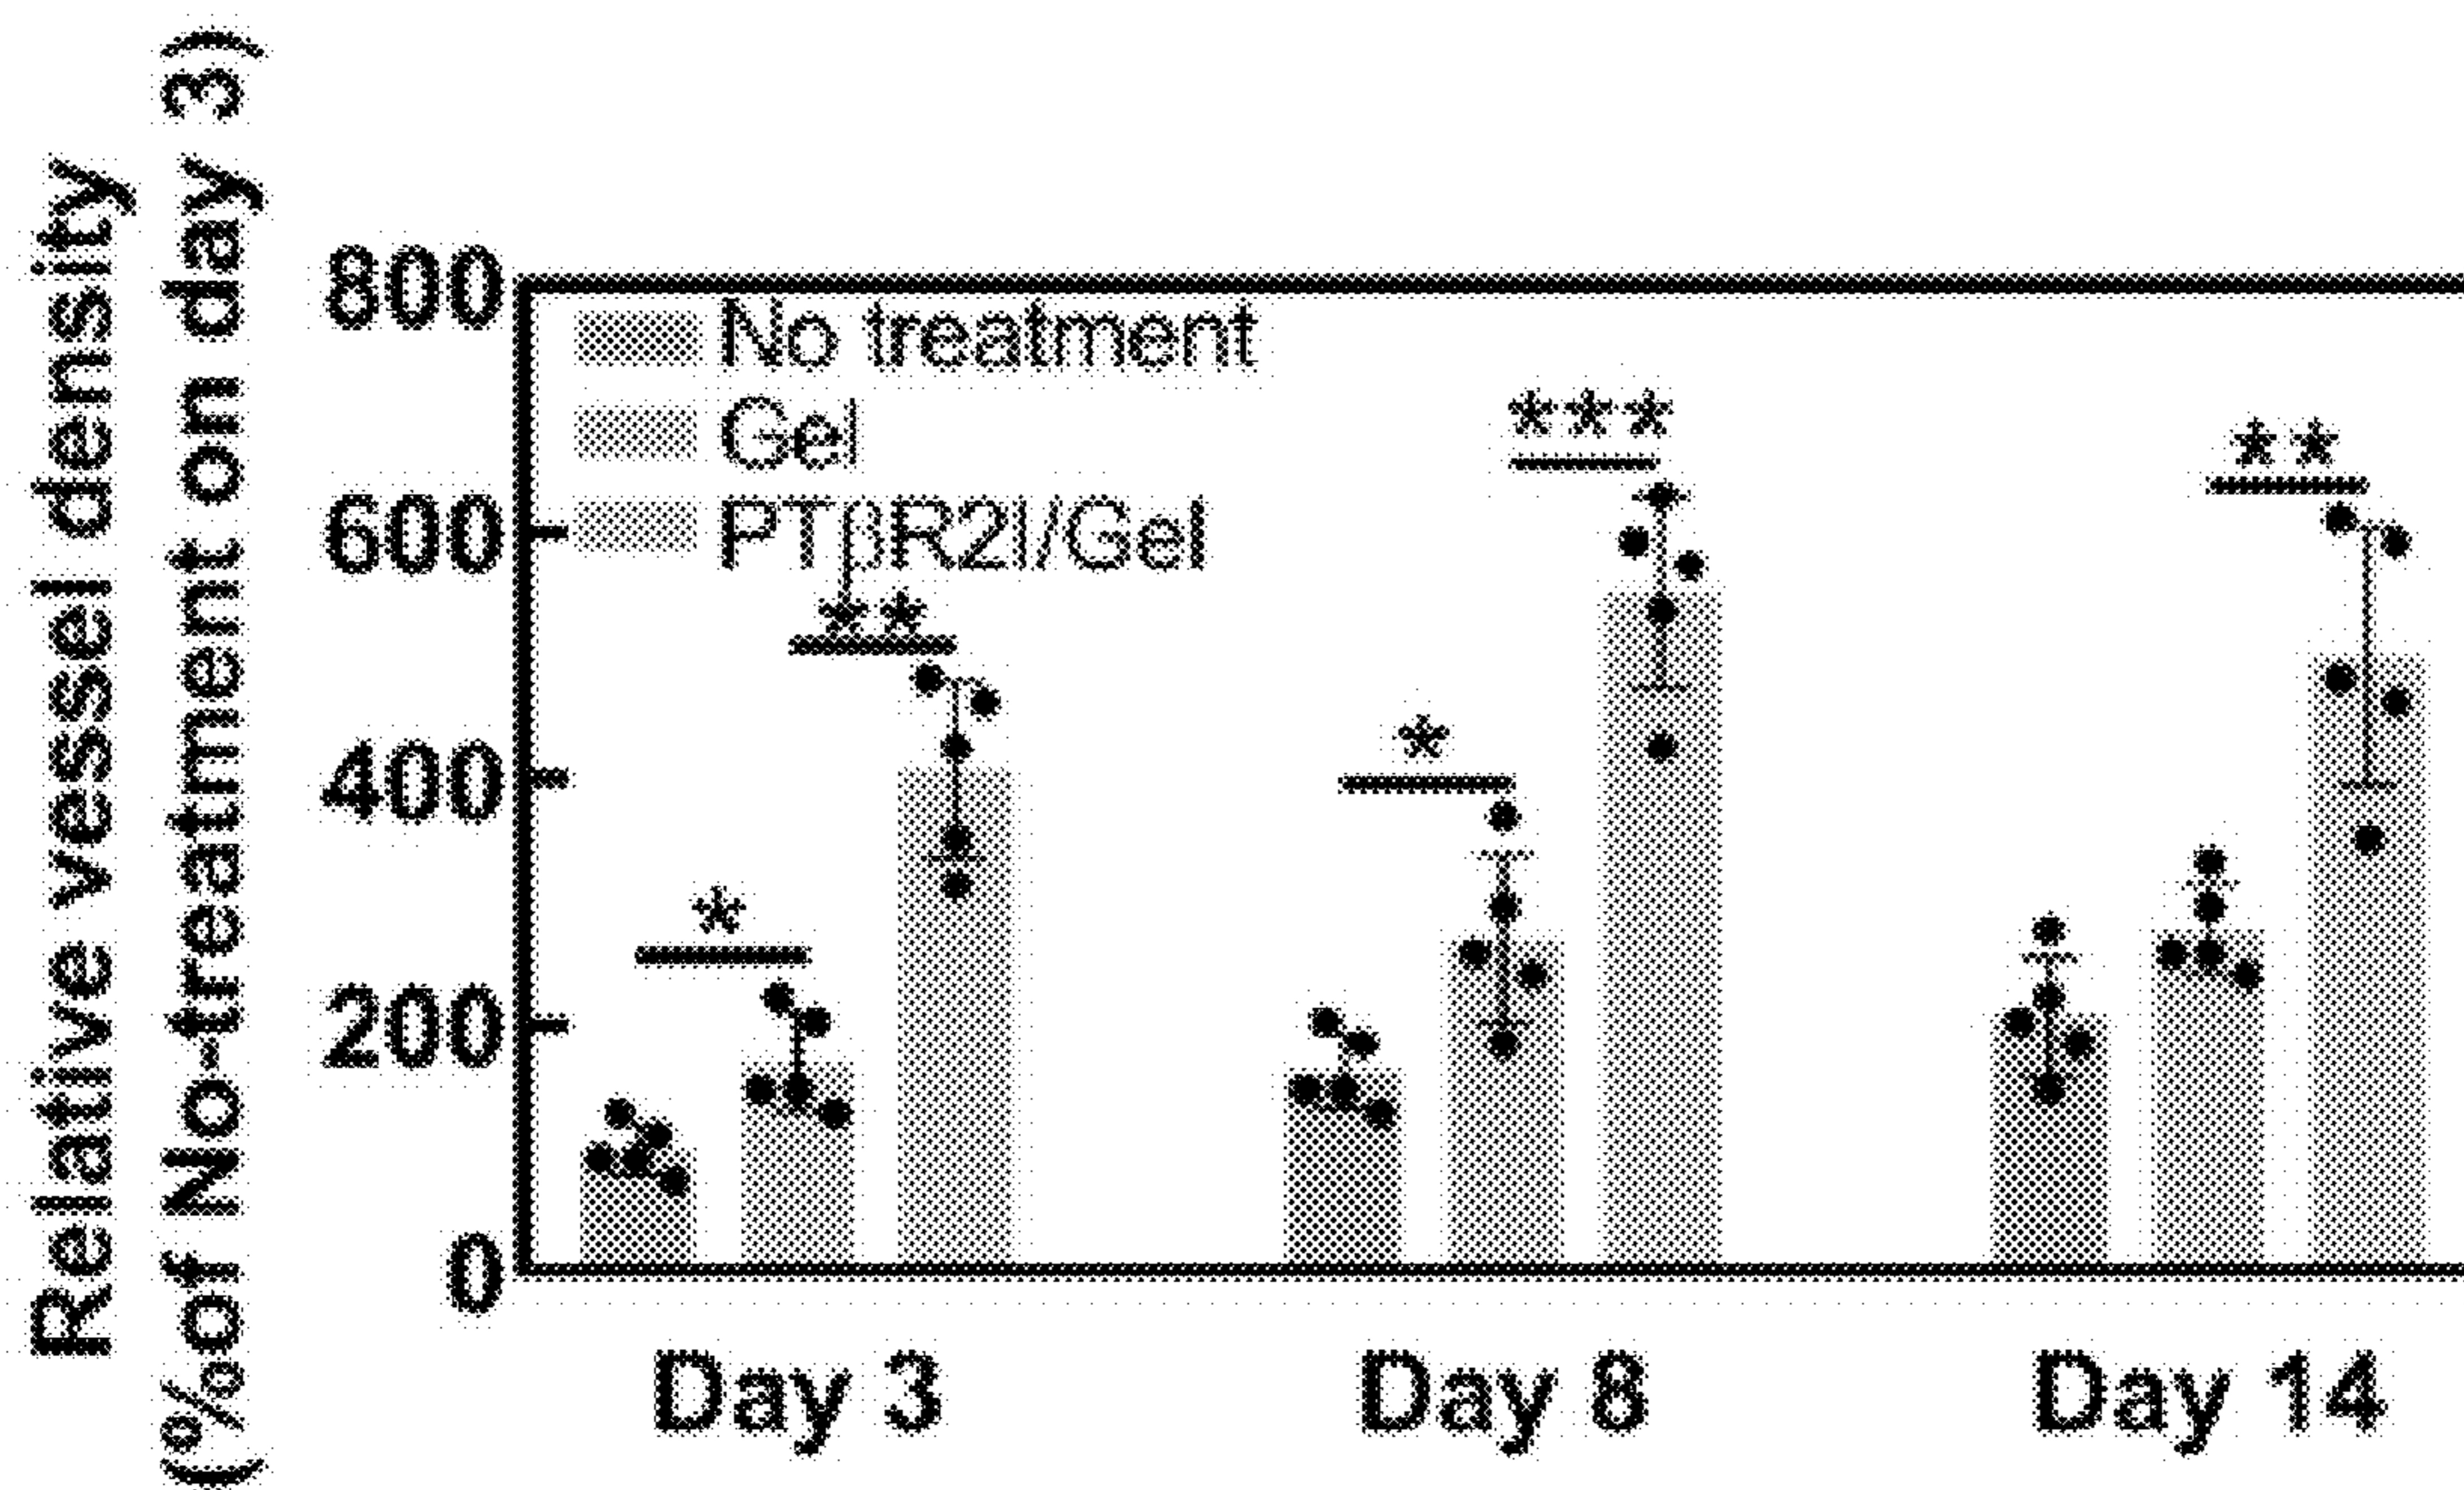 Relative vessel density
(%of No-treatment on day 3)
800
600
400
200
0
No treatment
Gel
PTβR2I/Gel
**
*
***
*
**
Day 3
Day 8
Day 14